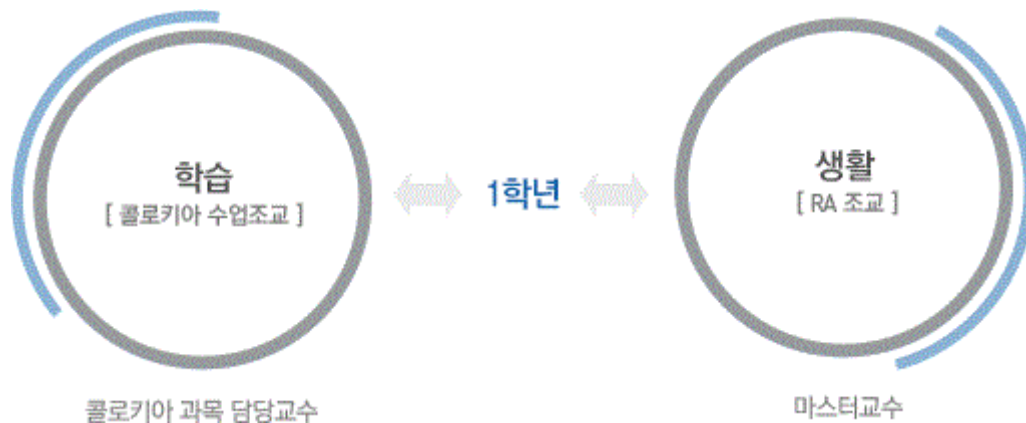 학습
[ 콜로키아 수업조교 ]
1학년
생활
[ RA 조교 ]
콜로키아 과목 담당교수
마스터교수